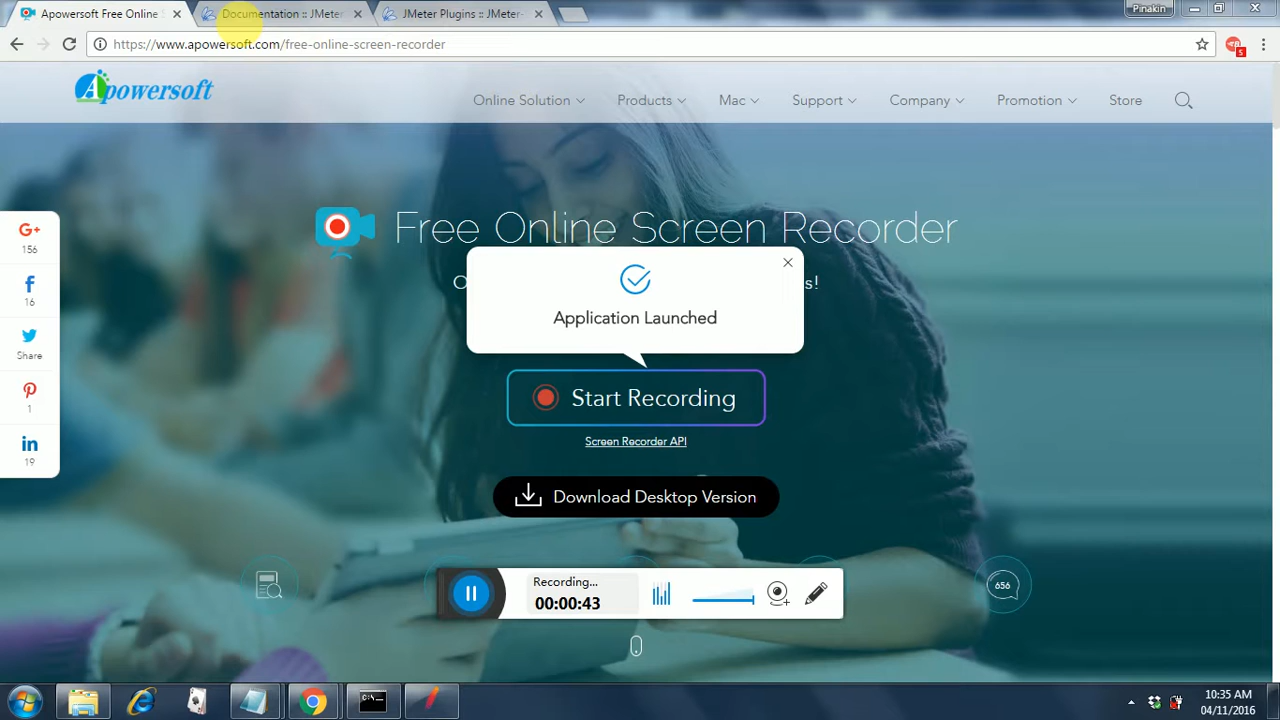 Apowersoft Free Online
Documentation :: JMeter
JMeter Plugins :: JMeter-
Pinakin
https://www.apowersoft.com/free-online-screen-recorder
5
Apowersoft
Online Solution
Products
Mac
Support
Company
Promotion
Store
G+
156
f
16
Share
1
in
19
Free Online Screen Recorder
O
s!
Application Launched
Start Recording
Screen Recorder API
Download Desktop Version
656
Recording...
00:00:43
10:35 AM
04/11/2016